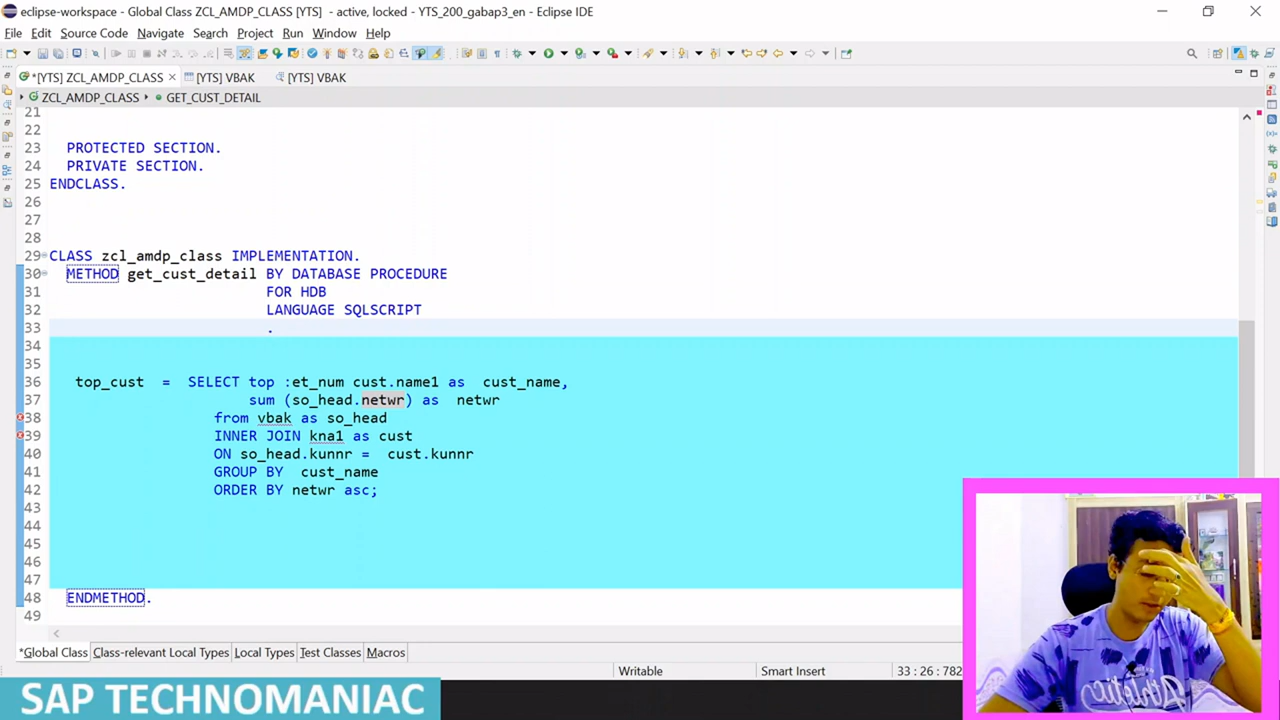 eclipse-workspace - Global Class ZCL_AMDP_CLASS [YTS] - active, locked - YTS_200_gabap3_en - Eclipse IDE
File Edit Source Code Navigate Search Project Run Window Help
*[YTS] ZCL_AMDP_CLASS [YTS] VBAK [YTS] VBAK
ZCL_AMDP_CLASS GET_CUST_DETAIL
21
22
23 PROTECTED SECTION.
24 PRIVATE SECTION.
25 ENDCLASS.
26
27
28
29 CLASS zcl_amdp_class IMPLEMENTATION.
30 METHOD get_cust_detail BY DATABASE PROCEDURE
31 FOR HDB
32 LANGUAGE SQLSCRIPT
33 .
34
35
36 top_cust = SELECT top :et_num cust.name1 as cust_name,
37 sum (so_head.netwr) as netwr
38 from vbak as so_head
39 INNER JOIN kna1 as cust
40 ON so_head.kunnr = cust.kunnr
41 GROUP BY cust_name
42 ORDER BY netwr asc;
43
44
45
46
47
48 ENDMETHOD.
49
*Global Class Class-relevant Local Types Local Types Test Classes Macros
Writable Smart Insert 33 : 26 : 782
SAP TECHNOMANIAC